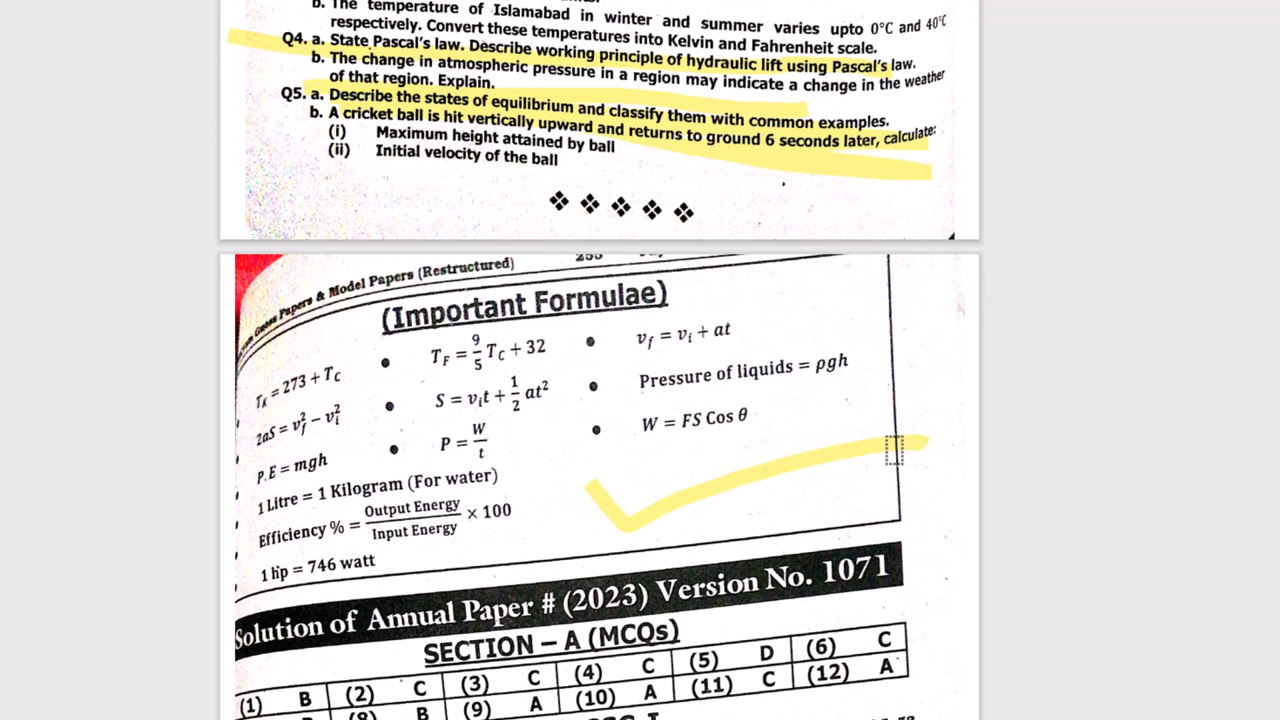 b. The temperature of Islamabad in winter and summer varies upto 0°C and 40°C
respectively. Convert these temperatures into Kelvin and Fahrenheit scale.
Q4. a. State Pascal's law. Describe working principle of hydraulic lift using Pascal's law.
b. The change in atmospheric pressure in a region may indicate a change in the weather
of that region. Explain.
Q5. a. Describe the states of equilibrium and classify them with common examples.
b. A cricket ball is hit vertically upward and returns to ground 6 seconds later, calculate:
(i) Maximum height attained by ball
(ii) Initial velocity of the ball
❖ ❖ ❖ ❖ ❖
Papers & Model Papers (Restructured)
(Important Formulae)
T_K = 273 + T_C • T_F = 9/5 T_C + 32 • v_f = v_i + at
2aS = v_f² − v_i² • S = v_i t + 1/2 at² • Pressure of liquids = ρgh
P.E = mgh • P = W/t • W = FS Cos θ
1 Litre = 1 Kilogram (For water)
Efficiency % = Output Energy/Input Energy × 100
1 hp = 746 watt
Solution of Annual Paper # (2023) Version No. 1071
SECTION – A (MCQs)
(1) B (2) C (3) C (4) C (5) D (6) C
(8) B (9) A (10) A (11) C (12) A